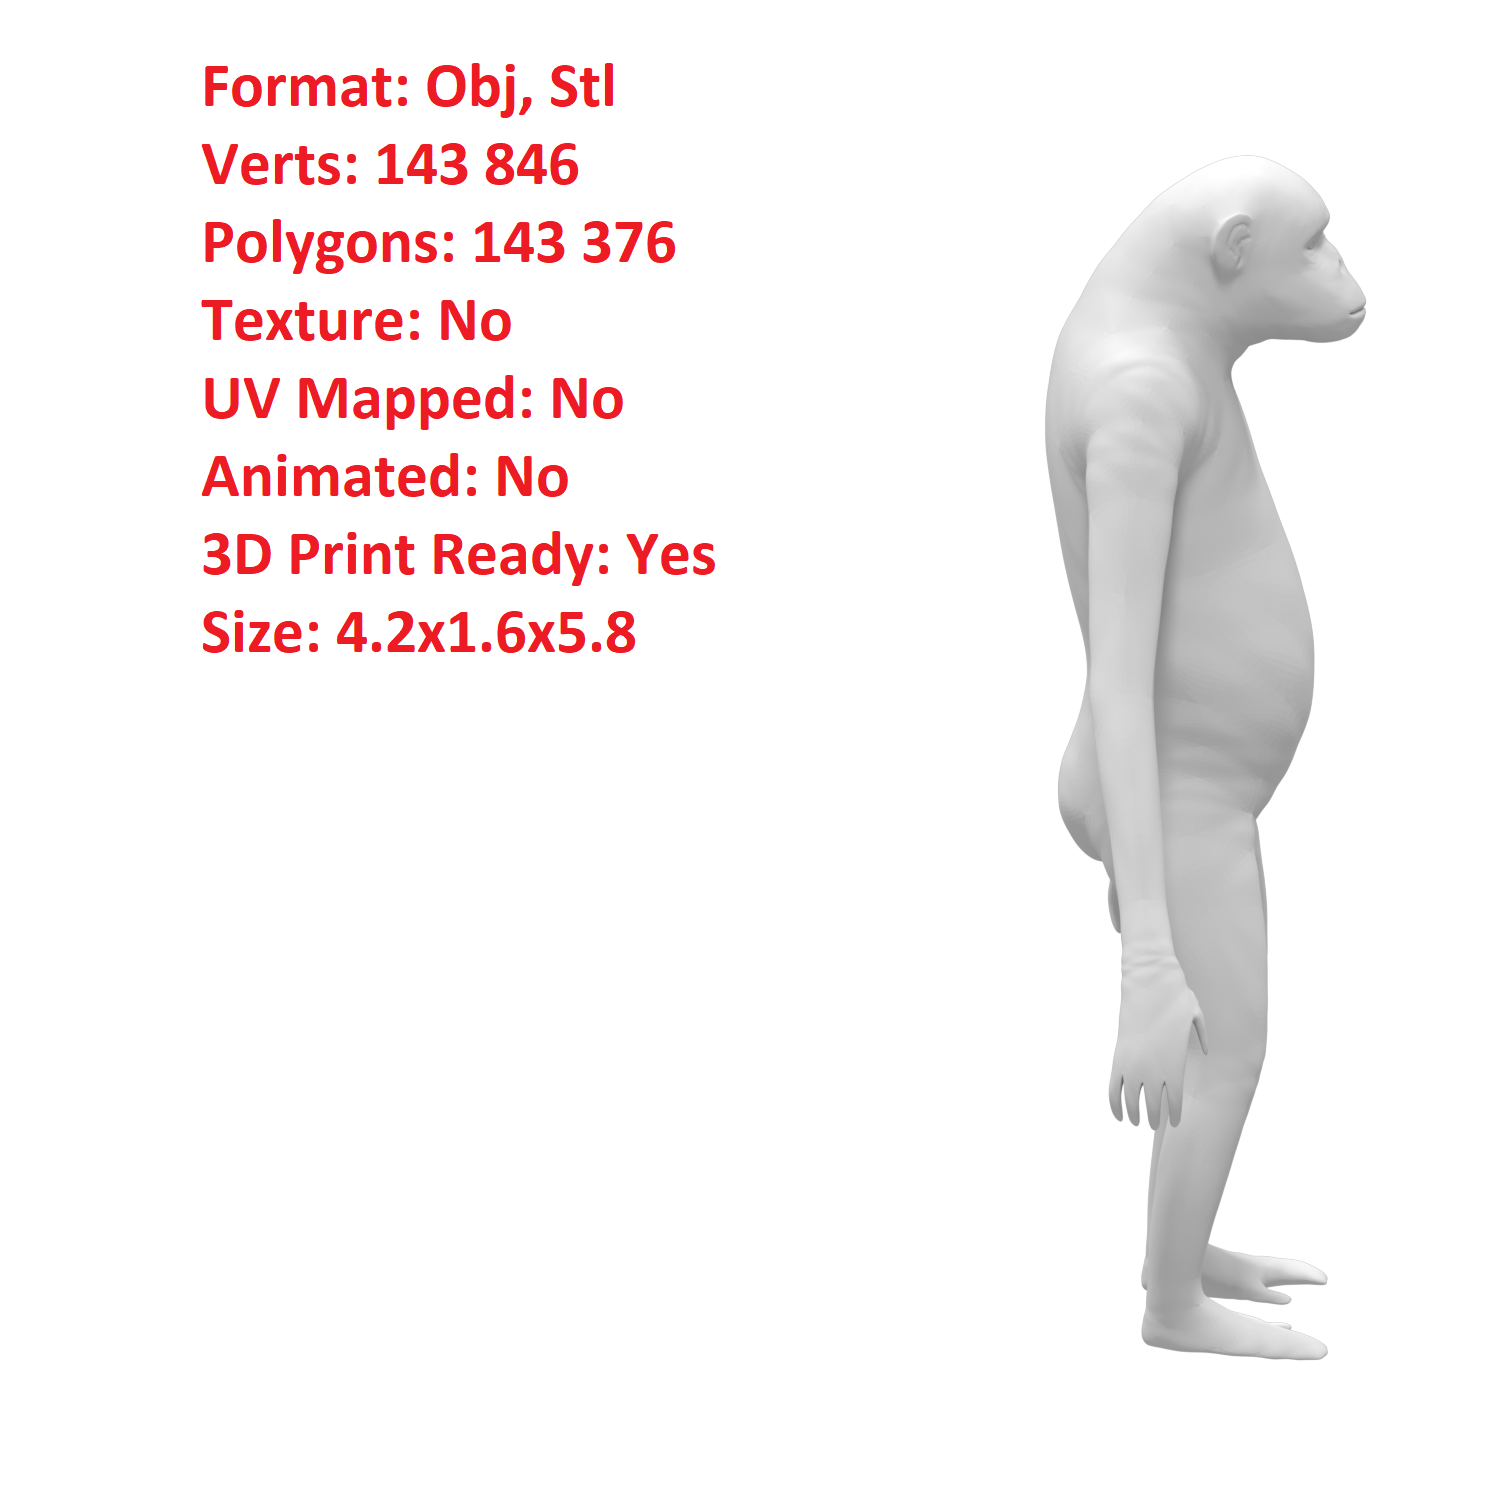 Format: Obj, Stl
Verts: 143 846
Polygons: 143 376
Texture: No
UV Mapped: No
Animated: No
3D Print Ready: Yes
Size: 4.2x1.6x5.8